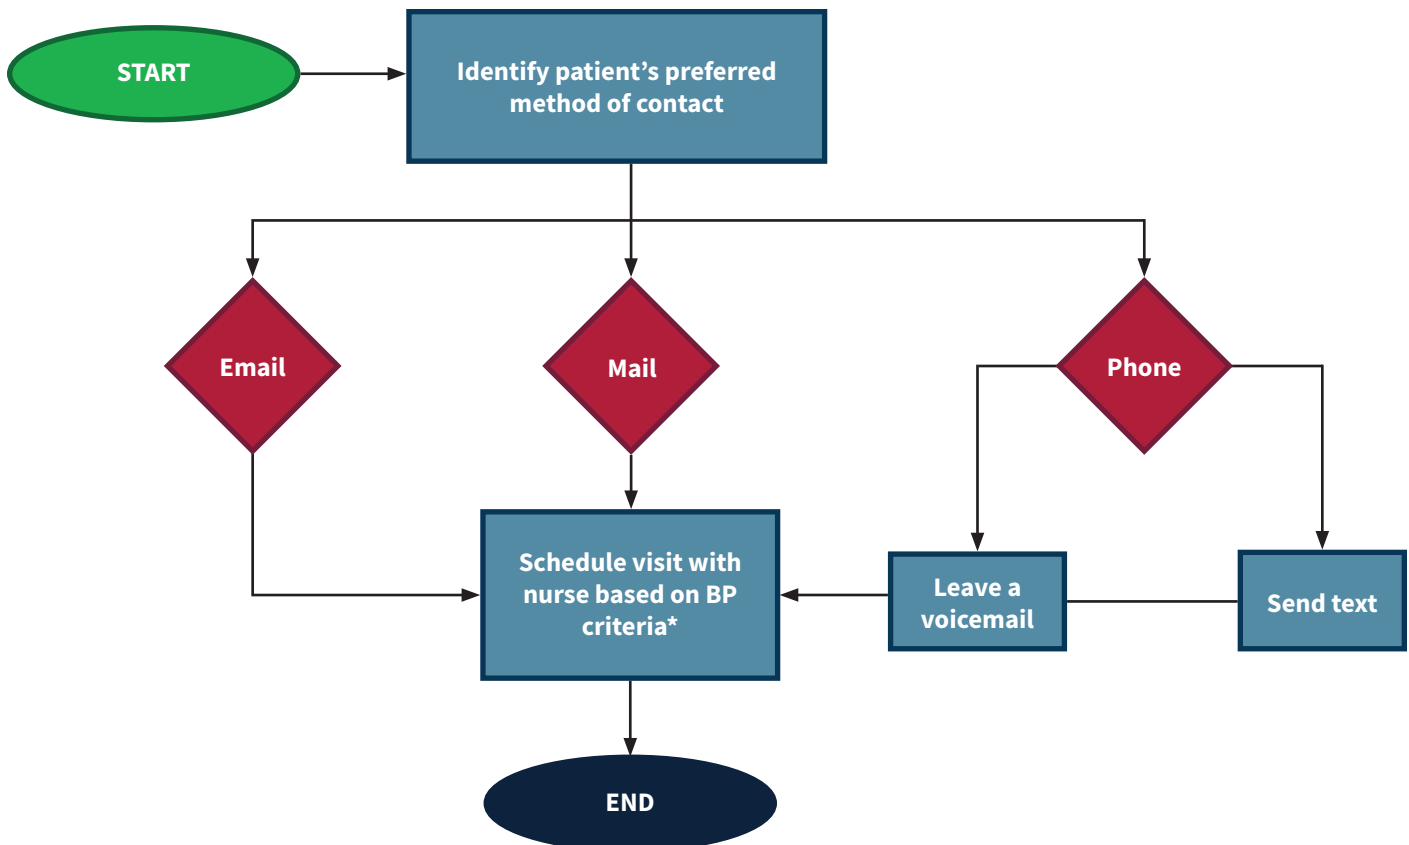 START
Identify patient’s preferred
method of contact
Email
Mail
Phone
Schedule visit with
nurse based on BP
criteria*
Leave a
voicemail
Send text
END